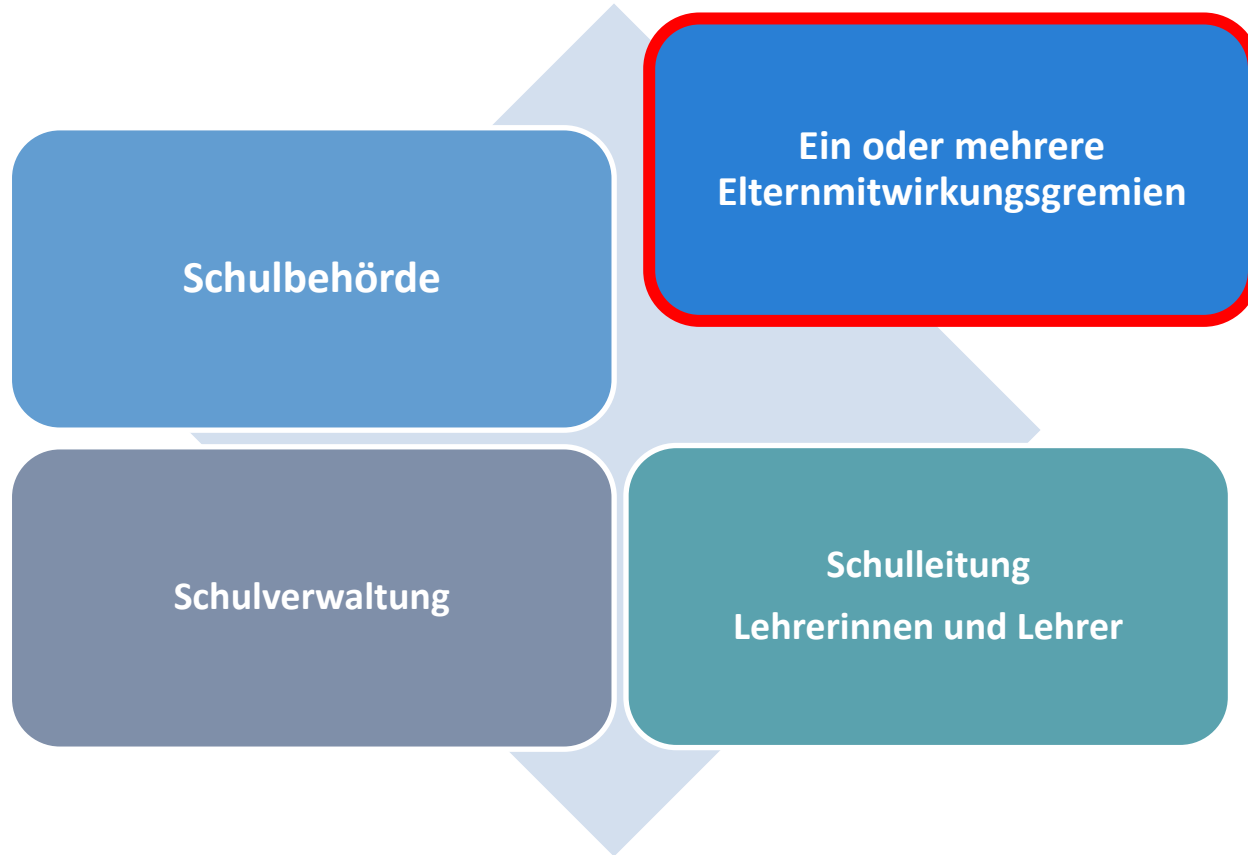 Ein oder mehrere
Elternmitwirkungsgremien
Schulbehörde
Schulverwaltung
Schulleitung
Lehrerinnen und Lehrer